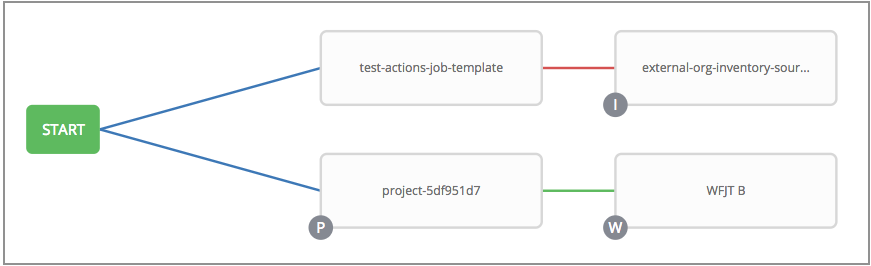 test-actions-job-template
external-org-inventory-sour...
I
START
project-5df951d7
WFJT B
P
W